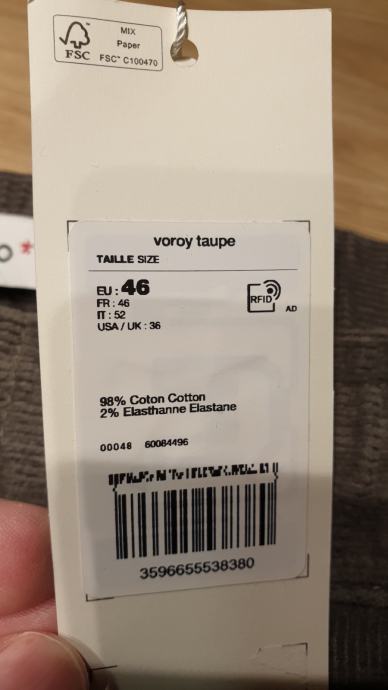 MIX
Paper
FSC™ C100470
FSC
voroy taupe
TAILLE SIZE
EU : 46
FR : 46
IT : 52
USA / UK : 36
RFID
AD
98% Coton Cotton
2% Elasthanne Elastane
00048 60084496
3596655538380